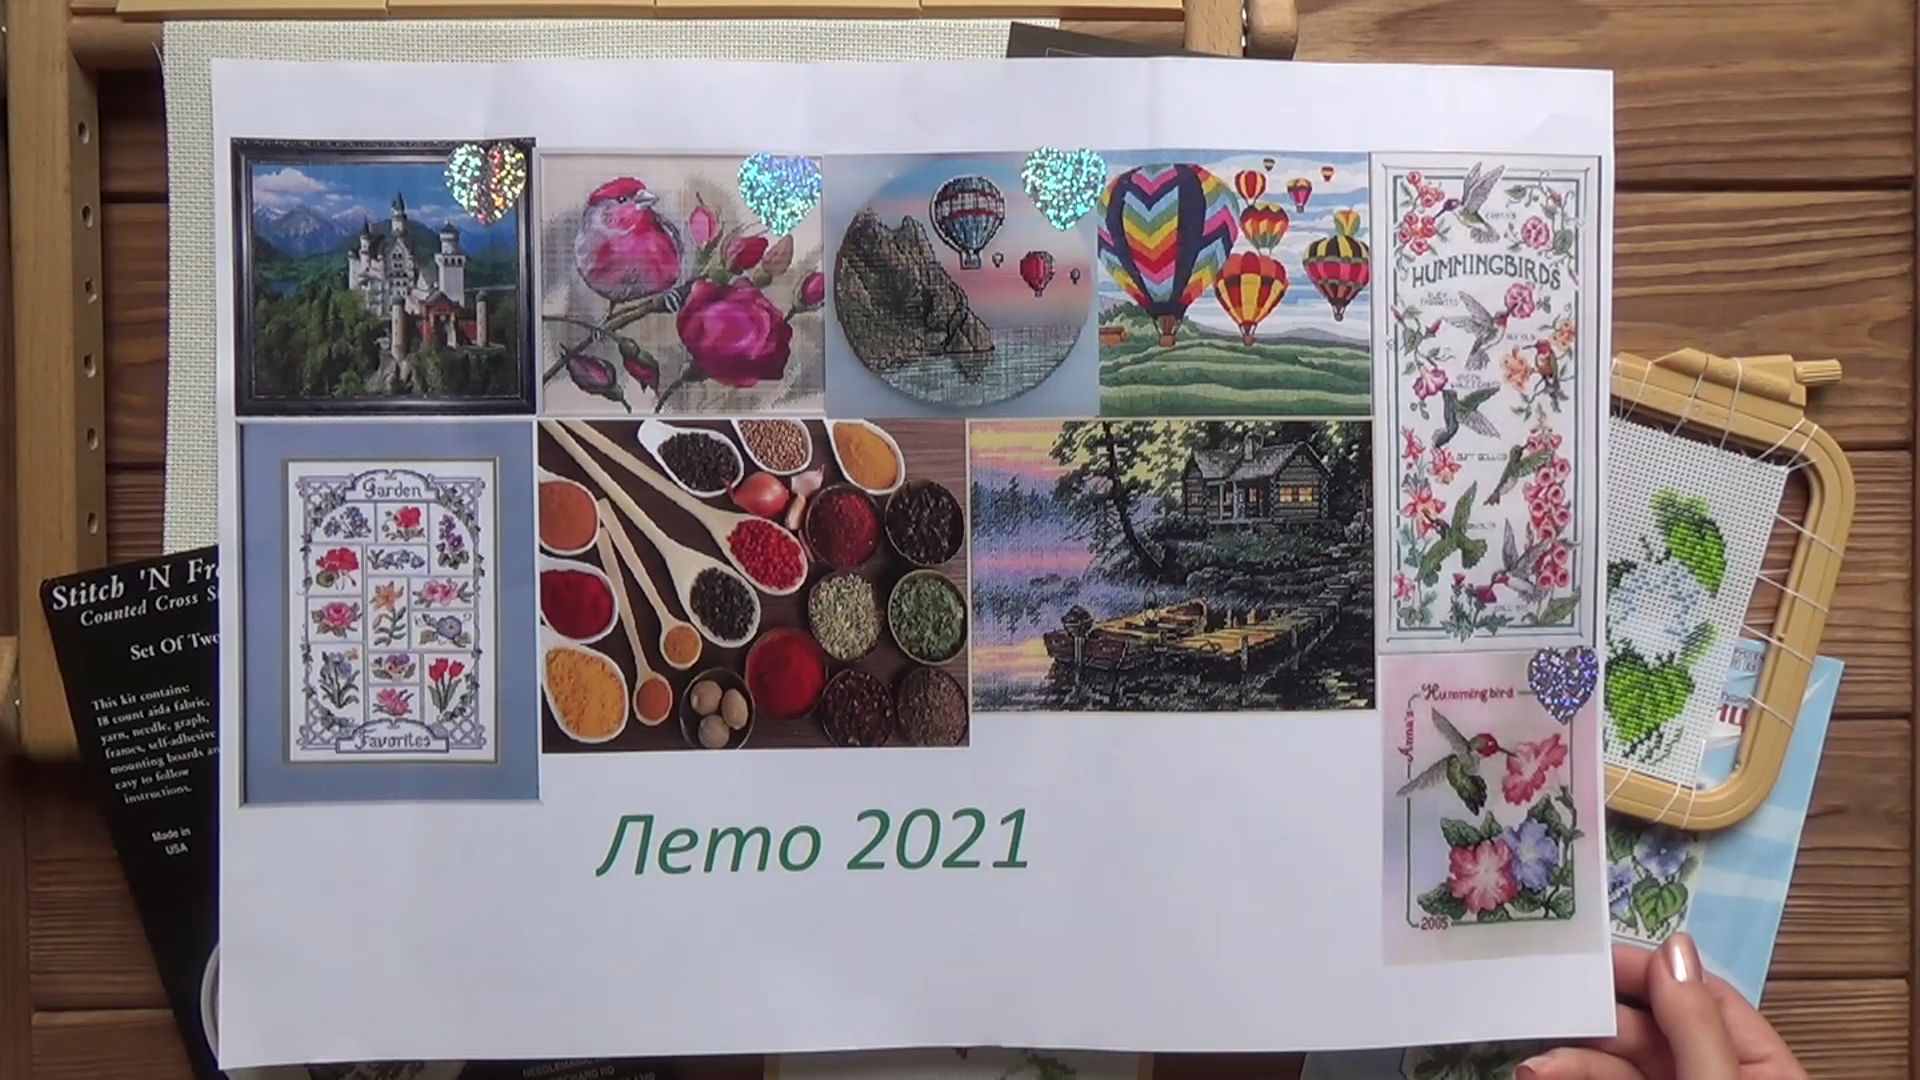 HUMMINGBIRDS
Garden
Favorites
Лето 2021
Hummingbird
Anna's
2005
Stitch 'N Fr
Counted Cross S
Set Of Two
This kit contains:
18 count aida fabric,
yarn, needle, graph,
frames, self-adhesive
mounting boards an
easy to follow
instructions.
Made in
USA